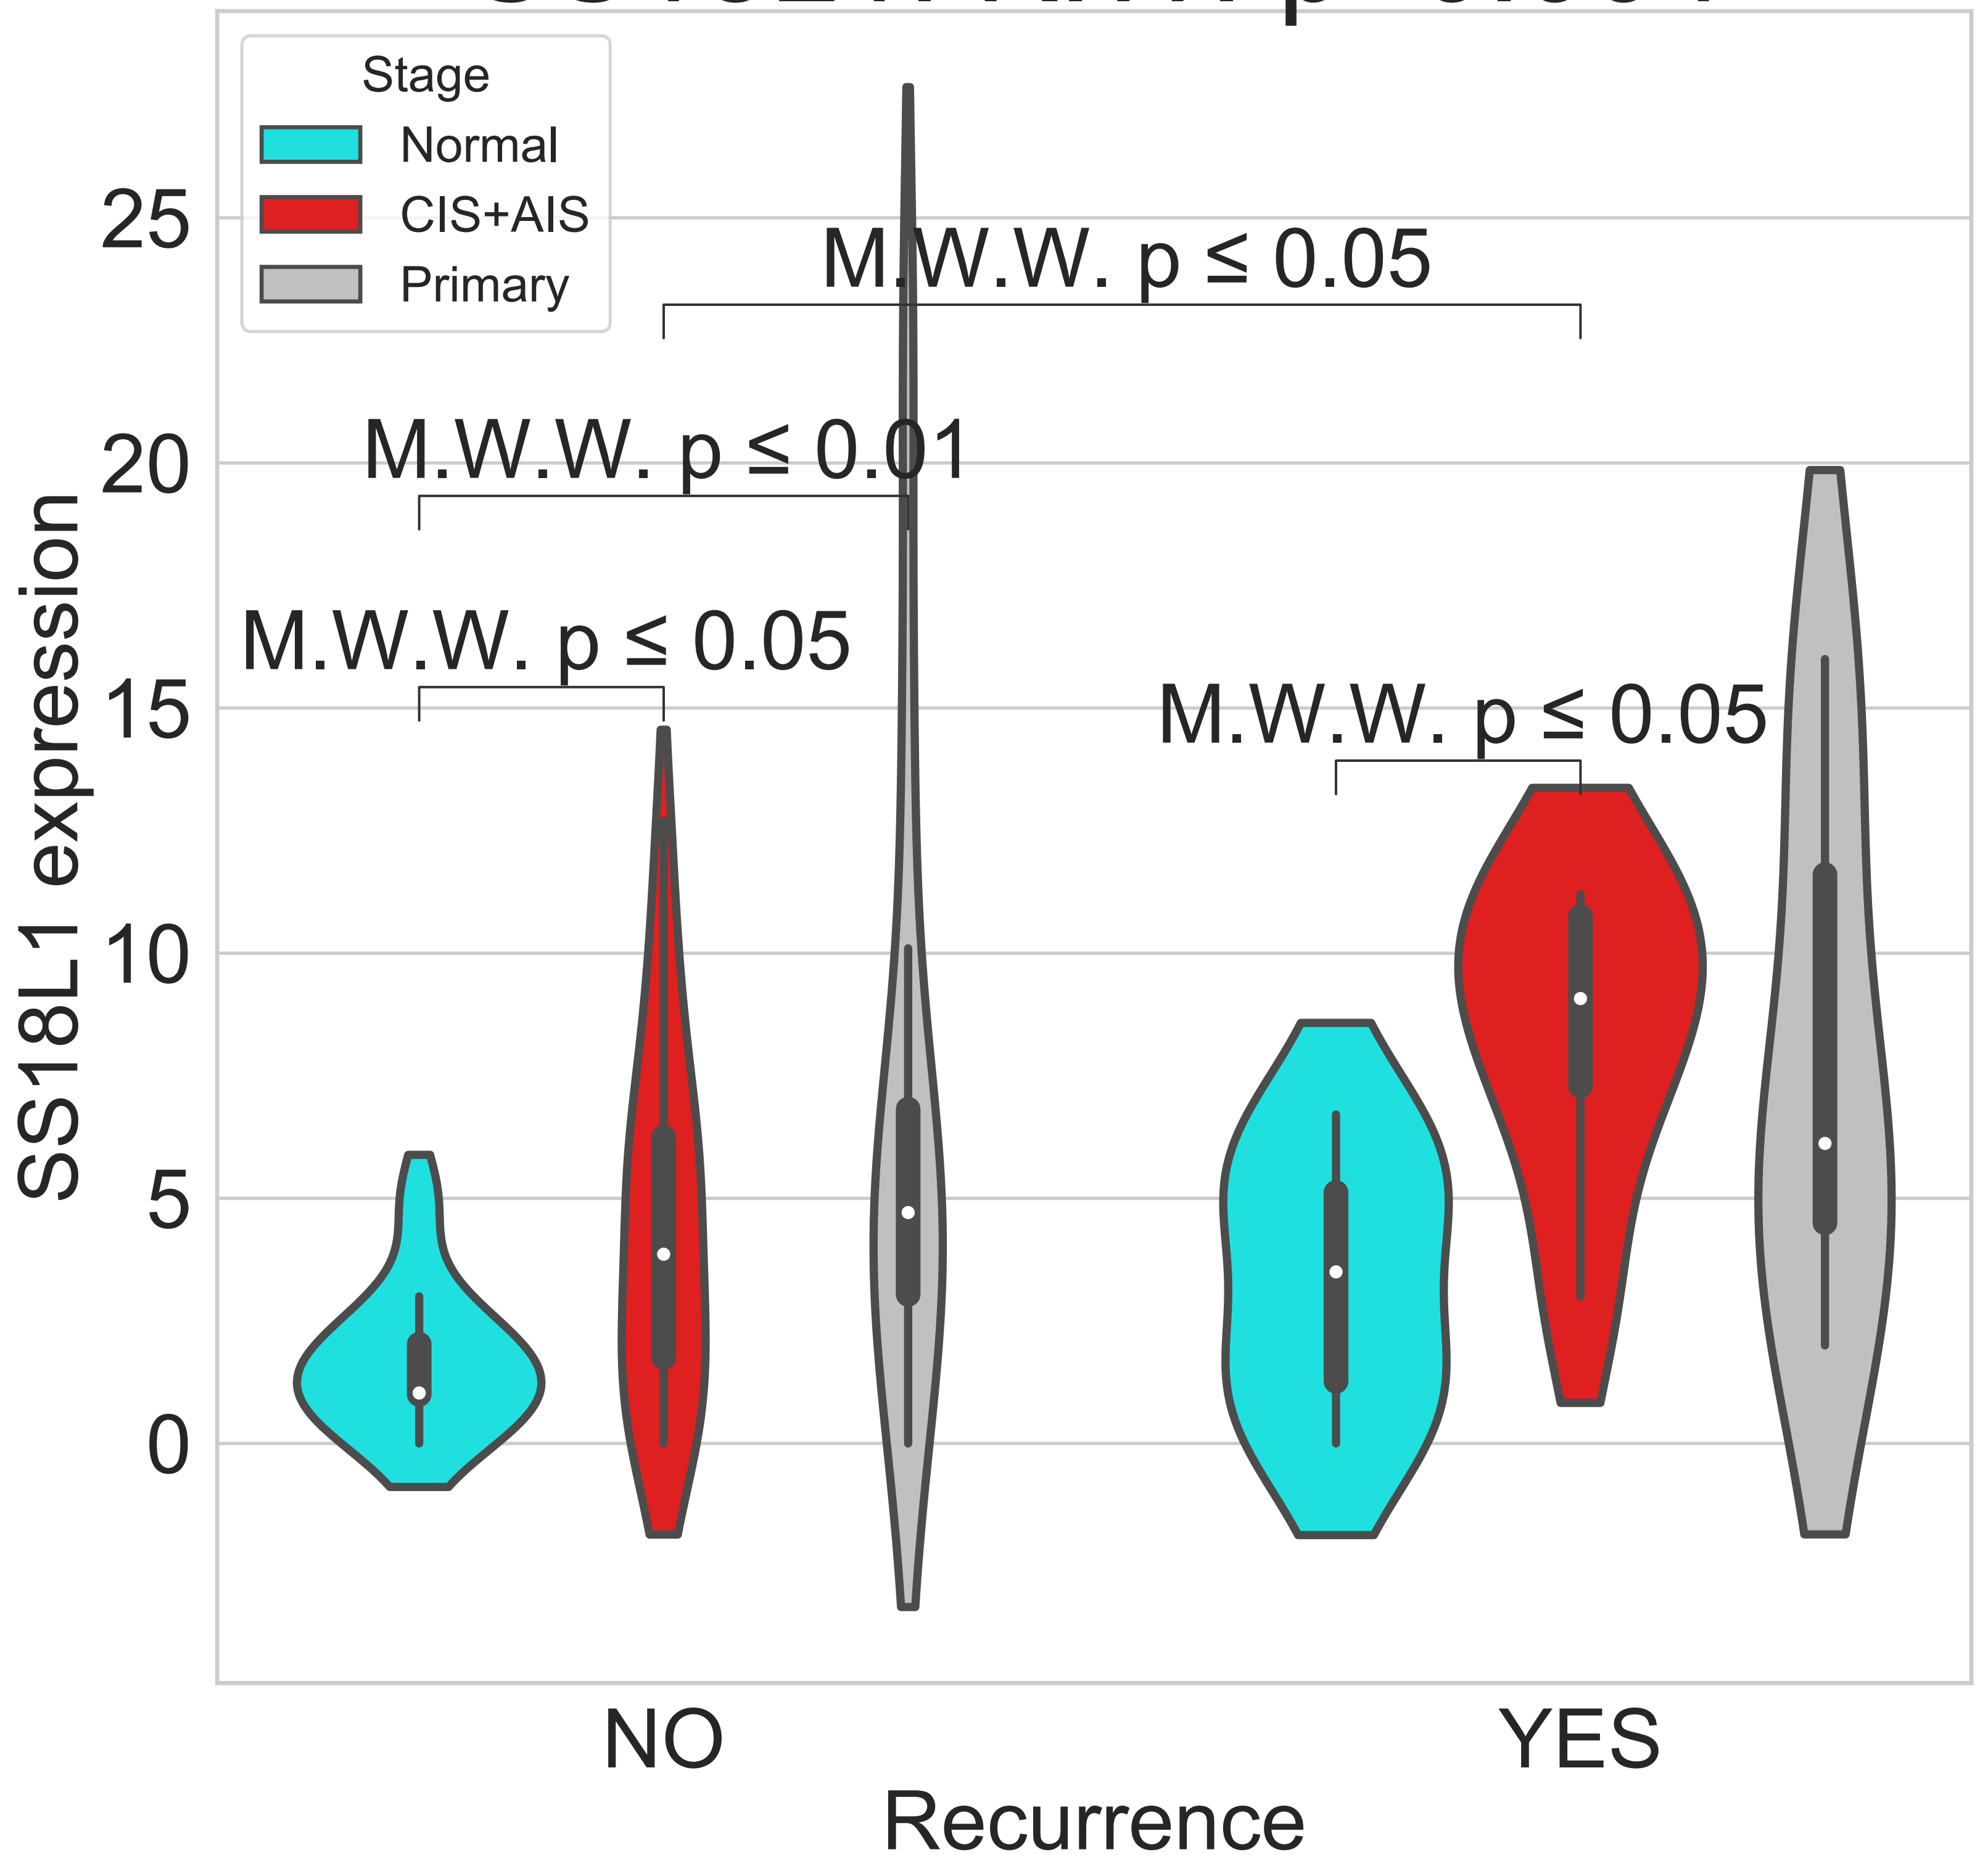 Stage
Normal
CIS+AIS
Primary
M.W.W. p ≤ 0.05
M.W.W. p ≤ 0.01
M.W.W. p ≤ 0.05
M.W.W. p ≤ 0.05
25
20
15
10
5
0
SS18L1 expression
NO
YES
Recurrence